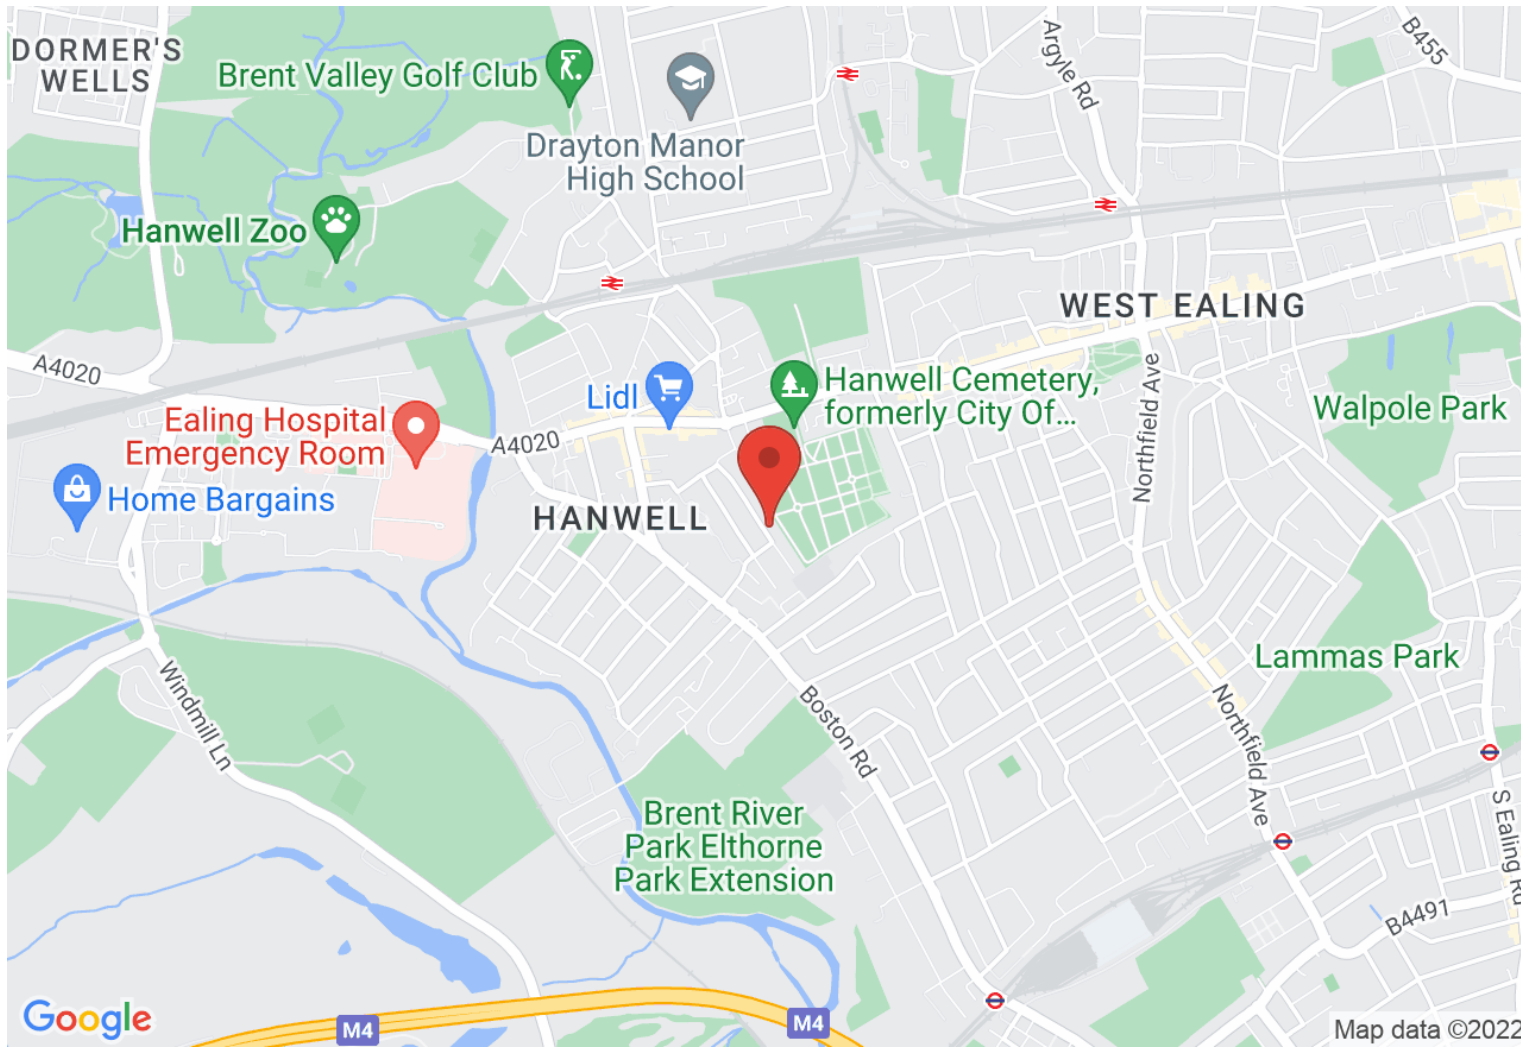 DORMER'S
WELLS
Brent Valley Golf Club
Drayton Manor
High School
Argyle Rd
B455
Hanwell Zoo
WEST EALING
A4020
Lidl
Hanwell Cemetery,
formerly City Of...
Northfield Ave
Walpole Park
Ealing Hospital
Emergency Room
A4020
Home Bargains
HANWELL
Lammas Park
Windmill Ln
Boston Rd
Northfield Ave
S Ealing Rd
Brent River
Park Elthorne
Park Extension
B4491
Google
M4
M4
Map data ©2022